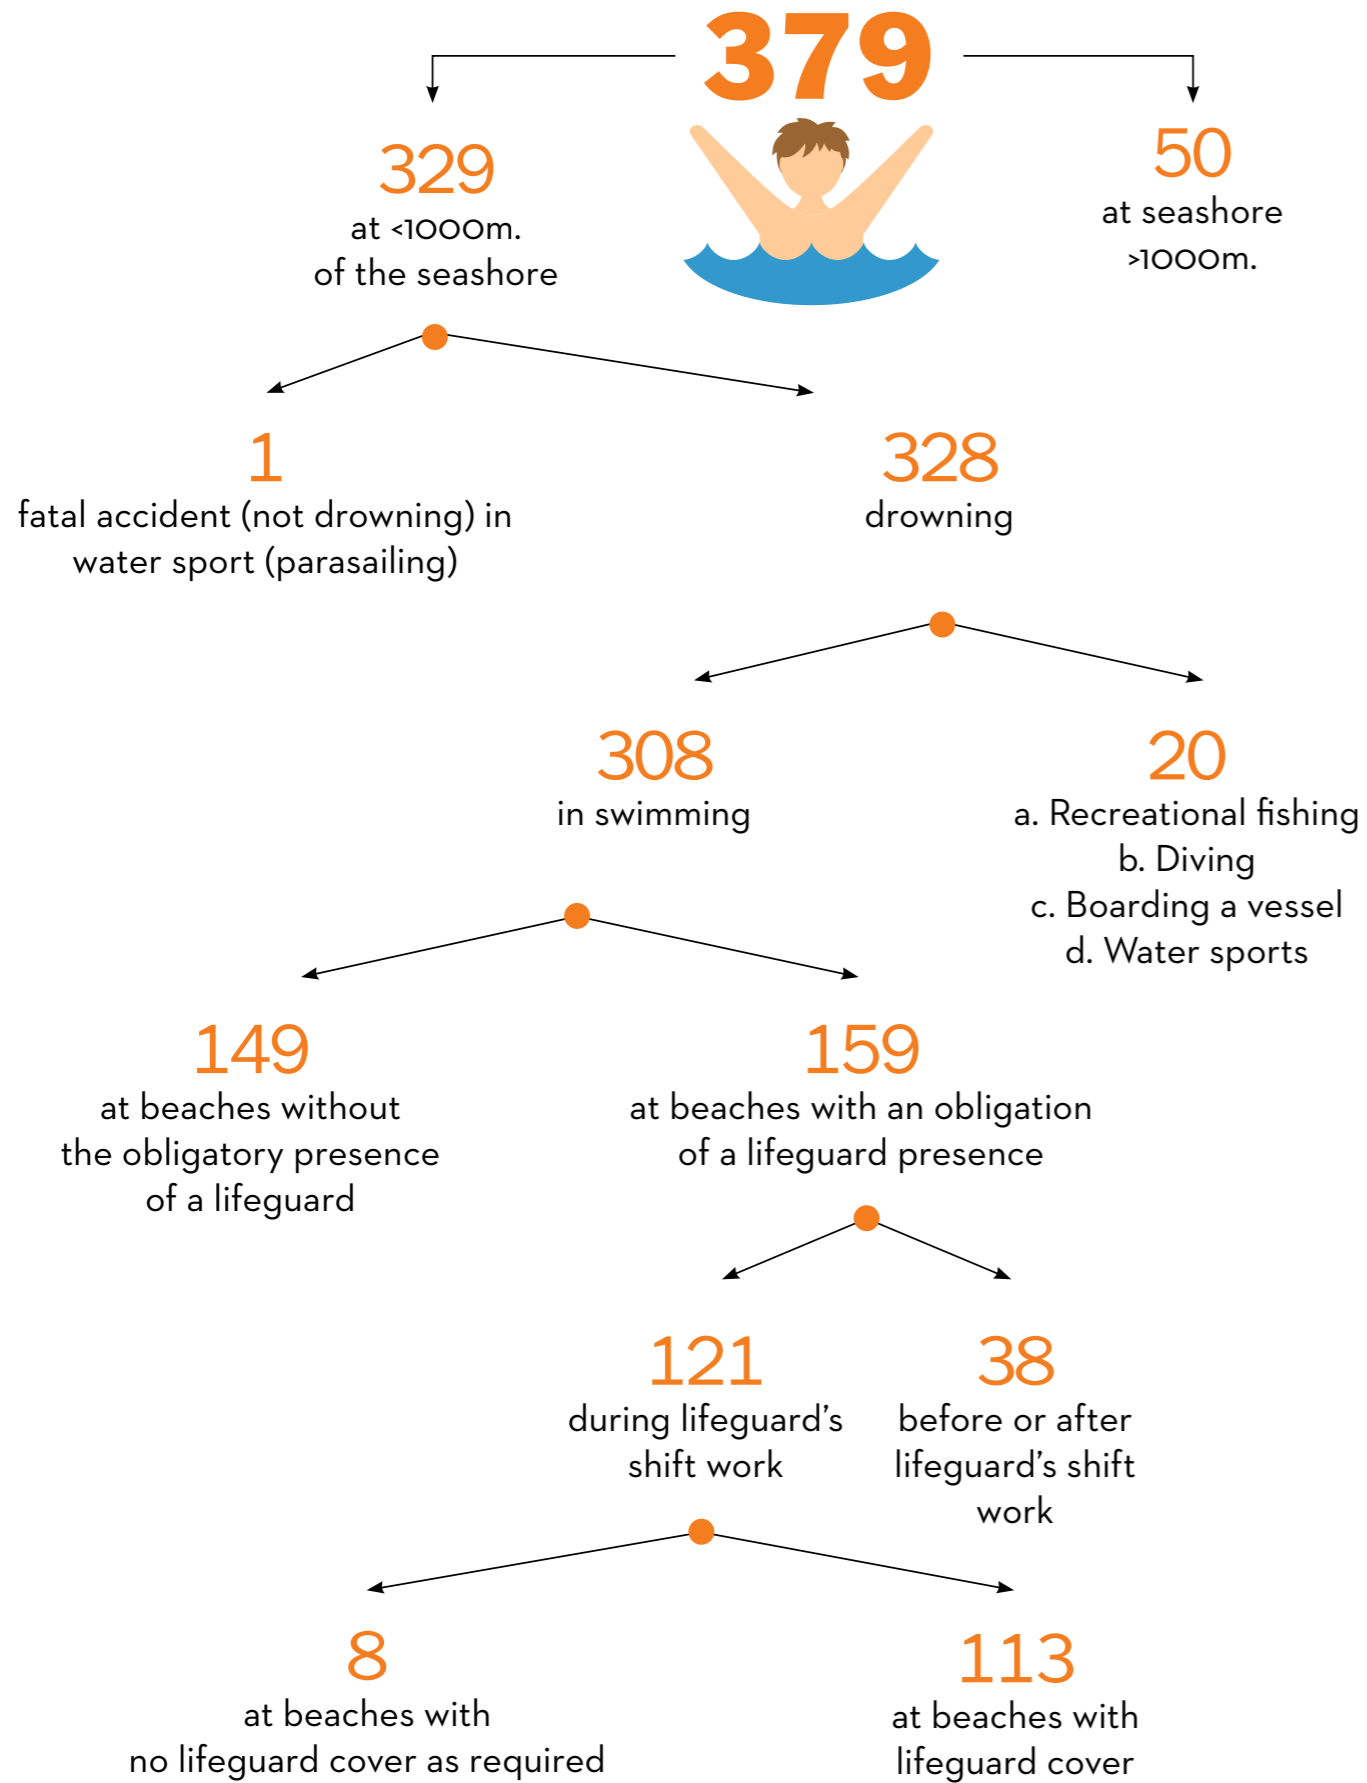 379
329
at <1000m.
of the seashore
50
at seashore
>1000m.
1
fatal accident (not drowning) in
water sport (parasailing)
328
drowning
308
in swimming
20
a. Recreational fishing
b. Diving
c. Boarding a vessel
d. Water sports
149
at beaches without
the obligatory presence
of a lifeguard
159
at beaches with an obligation
of a lifeguard presence
121
during lifeguard’s
shift work
38
before or after
lifeguard’s shift
work
8
at beaches with
no lifeguard cover as required
113
at beaches with
lifeguard cover